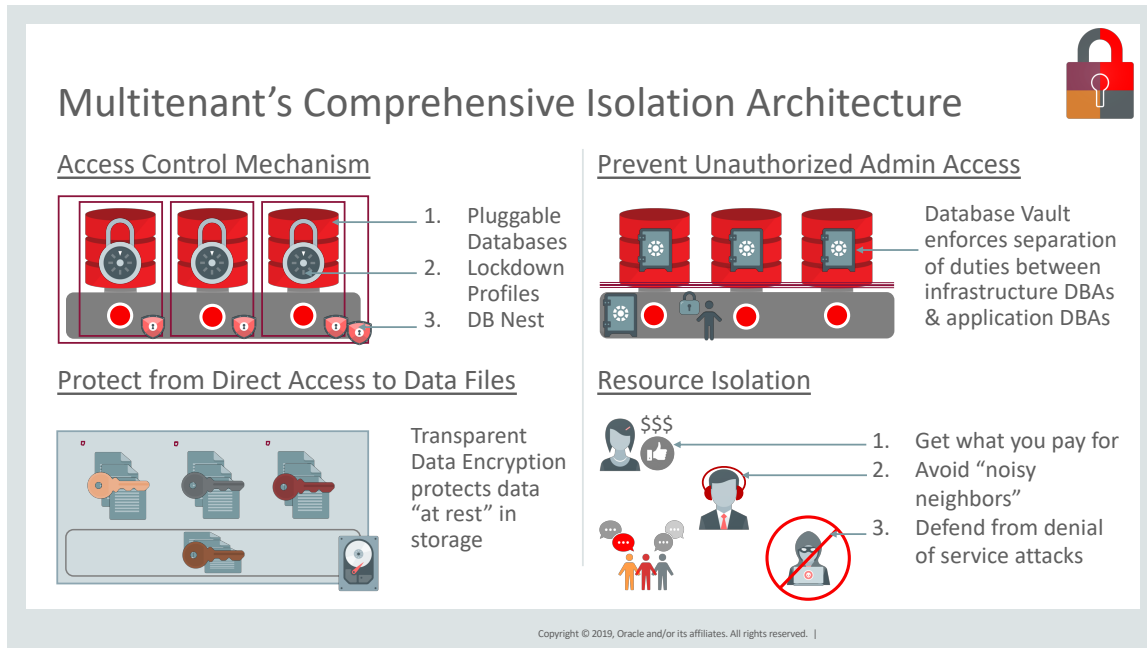 Multitenant’s Comprehensive Isolation Architecture
Access Control Mechanism
1. Pluggable
Databases
2. Lockdown
Profiles
3. DB Nest
Prevent Unauthorized Admin Access
Database Vault
enforces separation
of duties between
infrastructure DBAs
& application DBAs
Protect from Direct Access to Data Files
Transparent
Data Encryption
protects data
“at rest” in
storage
Resource Isolation
$$$
1. Get what you pay for
2. Avoid “noisy
neighbors”
3. Defend from denial
of service attacks
Copyright © 2019, Oracle and/or its affiliates. All rights reserved. |